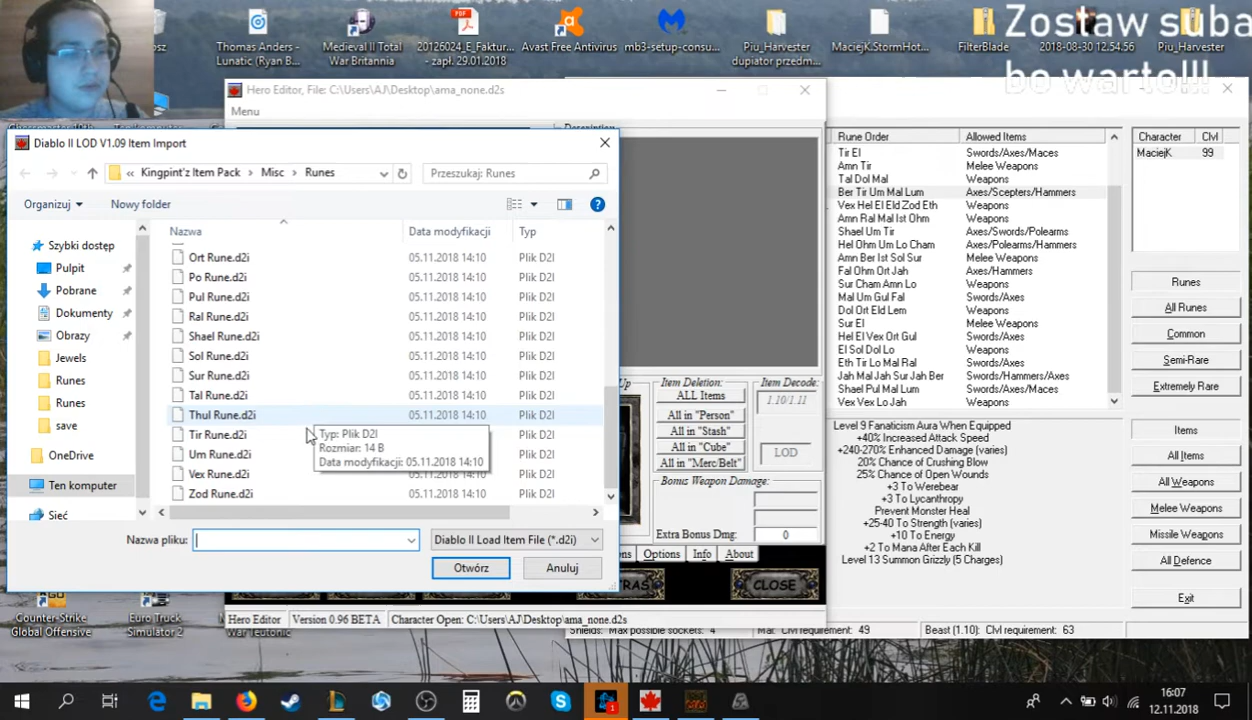 Zostaw suba
bo warto!!!
Thomas Anders -
Lunatic (Ryan B...
Medieval II Total
War Britannia
20126024_E_Faktur...
zapł. 29.01.2018
Avast Free Antivirus
mb3-setup-consu...
Piu_Harvester
dupiator przedm...
MaciejK.StormHot...
FilterBlade
2018-08-30 12.54.56
Piu_Harvester
Hero Editor, File: C:\Users\AJ\Desktop\ama_none.d2s
Menu
Diablo II LOD V1.09 Item Import
« Kingpint'z Item Pack › Misc › Runes
Przeszukaj: Runes
Organizuj
Nowy folder
Nazwa
Data modyfikacji
Typ
Szybki dostęp
Pulpit
Pobrane
Dokumenty
Obrazy
Jewels
Runes
Runes
save
OneDrive
Ten komputer
Sieć
Ort Rune.d2i 05.11.2018 14:10 Plik D2I
Po Rune.d2i 05.11.2018 14:10 Plik D2I
Pul Rune.d2i 05.11.2018 14:10 Plik D2I
Ral Rune.d2i 05.11.2018 14:10 Plik D2I
Shael Rune.d2i 05.11.2018 14:10 Plik D2I
Sol Rune.d2i 05.11.2018 14:10 Plik D2I
Sur Rune.d2i 05.11.2018 14:10 Plik D2I
Tal Rune.d2i 05.11.2018 14:10 Plik D2I
Thul Rune.d2i 05.11.2018 14:10 Plik D2I
Tir Rune.d2i Plik D2I
Um Rune.d2i Plik D2I
Vex Rune.d2i 05.11.2018 14:10 Plik D2I
Zod Rune.d2i 05.11.2018 14:10 Plik D2I
Typ: Plik D2I
Rozmiar: 14 B
Data modyfikacji: 05.11.2018 14:10
Nazwa pliku:
Diablo II Load Item File (*.d2i)
Otwórz
Anuluj
Description
Up
Item Deletion:
ALL Items
All in "Person"
All in "Stash"
All in "Cube"
All in "Merc/Belt"
Item Decode:
1.10/1.11
LOD
Bonus Weapon Damage:
Extra Bonus Dmg: 0
Options
Info
About
CLOSE
Hero Editor
Version 0.96 BETA
Character Open: C:\Users\AJ\Desktop\ama_none.d2s
Rune Order Allowed Items
Tir El Swords/Axes/Maces
Amn Tir Weapons
Tal Dol Mal Weapons
Ber Tir Um Mal Lum Axes/Scepters/Hammers
Vex Hel El Eld Zod Eth Weapons
Amn Ral Mal Ist Ohm Weapons
Shael Um Tir Axes/Swords/Polearms
Hel Ohm Um Lo Cham Axes/Polearms/Hammers
Amn Ber Ist Sol Sur Melee Weapons
Fal Ohm Ort Jah Axes/Hammers
Sur Cham Amn Lo Weapons
Mal Um Gul Fal Swords/Axes
Dol Ort Eld Lem Weapons
Sur El Melee Weapons
Hel El Vex Ort Gul Swords/Axes
El Sol Dol Lo Weapons
Eth Tir Lo Mal Ral Melee Weapons
Jah Mal Jah Sur Jah Ber Swords/Hammers/Axes
Shael Pul Mal Lum Swords/Axes
Vex Vex Lo Jah Weapons
Character Clvl
MaciejK 99
Runes
All Runes
Common
Semi-Rare
Extremely Rare
Items
All Items
All Weapons
Melee Weapons
Missile Weapons
All Defence
Exit
Level 9 Fanaticism Aura When Equipped
+40% Increased Attack Speed
+240-270% Enhanced Damage (varies)
20% Chance of Crushing Blow
25% Chance of Open Wounds
+3 To Werebear
+3 To Lycanthropy
Prevent Monster Heal
+25-40 To Strength (varies)
+10 To Energy
+2 To Mana After Each Kill
Level 13 Summon Grizzly (5 Charges)
Shields: Max possible sockets: 4
Clvl requirement: 49
Beast (1.10): Clvl requirement: 63
Counter-Strike
Global Offensive
Euro Truck
Simulator 2
War Teutonic
16:07
12.11.2018